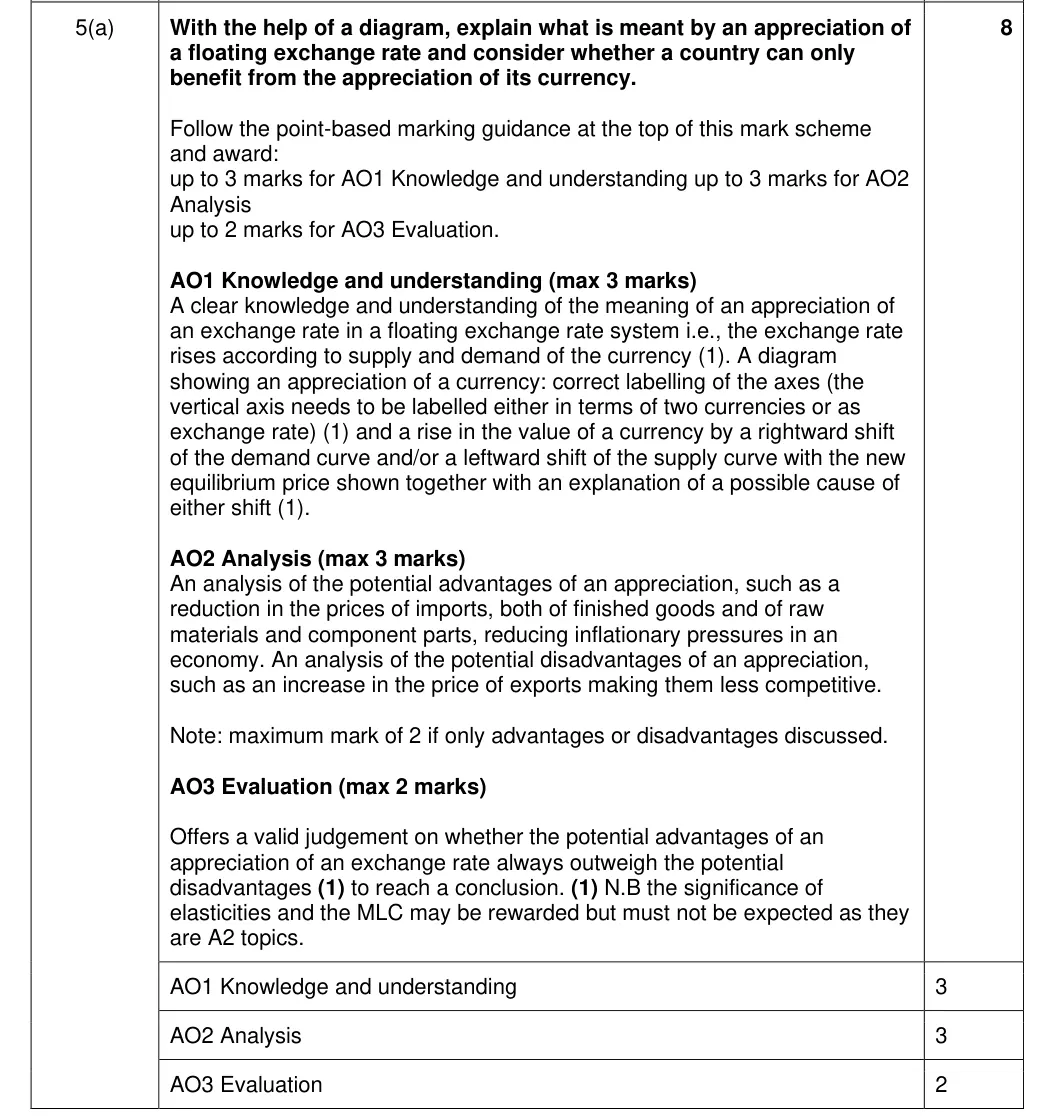 5(a)
With the help of a diagram, explain what is meant by an appreciation of
a floating exchange rate and consider whether a country can only
benefit from the appreciation of its currency.
8
Follow the point-based marking guidance at the top of this mark scheme
and award:
up to 3 marks for AO1 Knowledge and understanding up to 3 marks for AO2
Analysis
up to 2 marks for AO3 Evaluation.
AO1 Knowledge and understanding (max 3 marks)
A clear knowledge and understanding of the meaning of an appreciation of
an exchange rate in a floating exchange rate system i.e., the exchange rate
rises according to supply and demand of the currency (1). A diagram
showing an appreciation of a currency: correct labelling of the axes (the
vertical axis needs to be labelled either in terms of two currencies or as
exchange rate) (1) and a rise in the value of a currency by a rightward shift
of the demand curve and/or a leftward shift of the supply curve with the new
equilibrium price shown together with an explanation of a possible cause of
either shift (1).
AO2 Analysis (max 3 marks)
An analysis of the potential advantages of an appreciation, such as a
reduction in the prices of imports, both of finished goods and of raw
materials and component parts, reducing inflationary pressures in an
economy. An analysis of the potential disadvantages of an appreciation,
such as an increase in the price of exports making them less competitive.
Note: maximum mark of 2 if only advantages or disadvantages discussed.
AO3 Evaluation (max 2 marks)
Offers a valid judgement on whether the potential advantages of an
appreciation of an exchange rate always outweigh the potential
disadvantages (1) to reach a conclusion. (1) N.B the significance of
elasticities and the MLC may be rewarded but must not be expected as they
are A2 topics.
AO1 Knowledge and understanding
3
AO2 Analysis
3
AO3 Evaluation
2